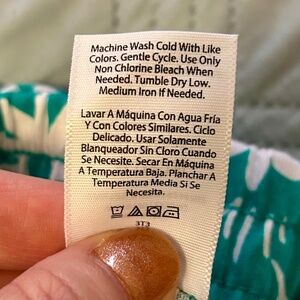 Machine Wash Cold With Like
Colors. Gentle Cycle. Use Only
Non Chlorine Bleach When
Needed. Tumble Dry Low.
Medium Iron If Needed.
Lavar A Máquina Con Agua Fría
Y Con Colores Similares. Ciclo
Delicado. Usar Solamente
Blanqueador Sin Cloro Cuando
Se Necesite. Secar En Máquina
A Temperatura Baja. Planchar A
Temperatura Media Si Se
Necesita.